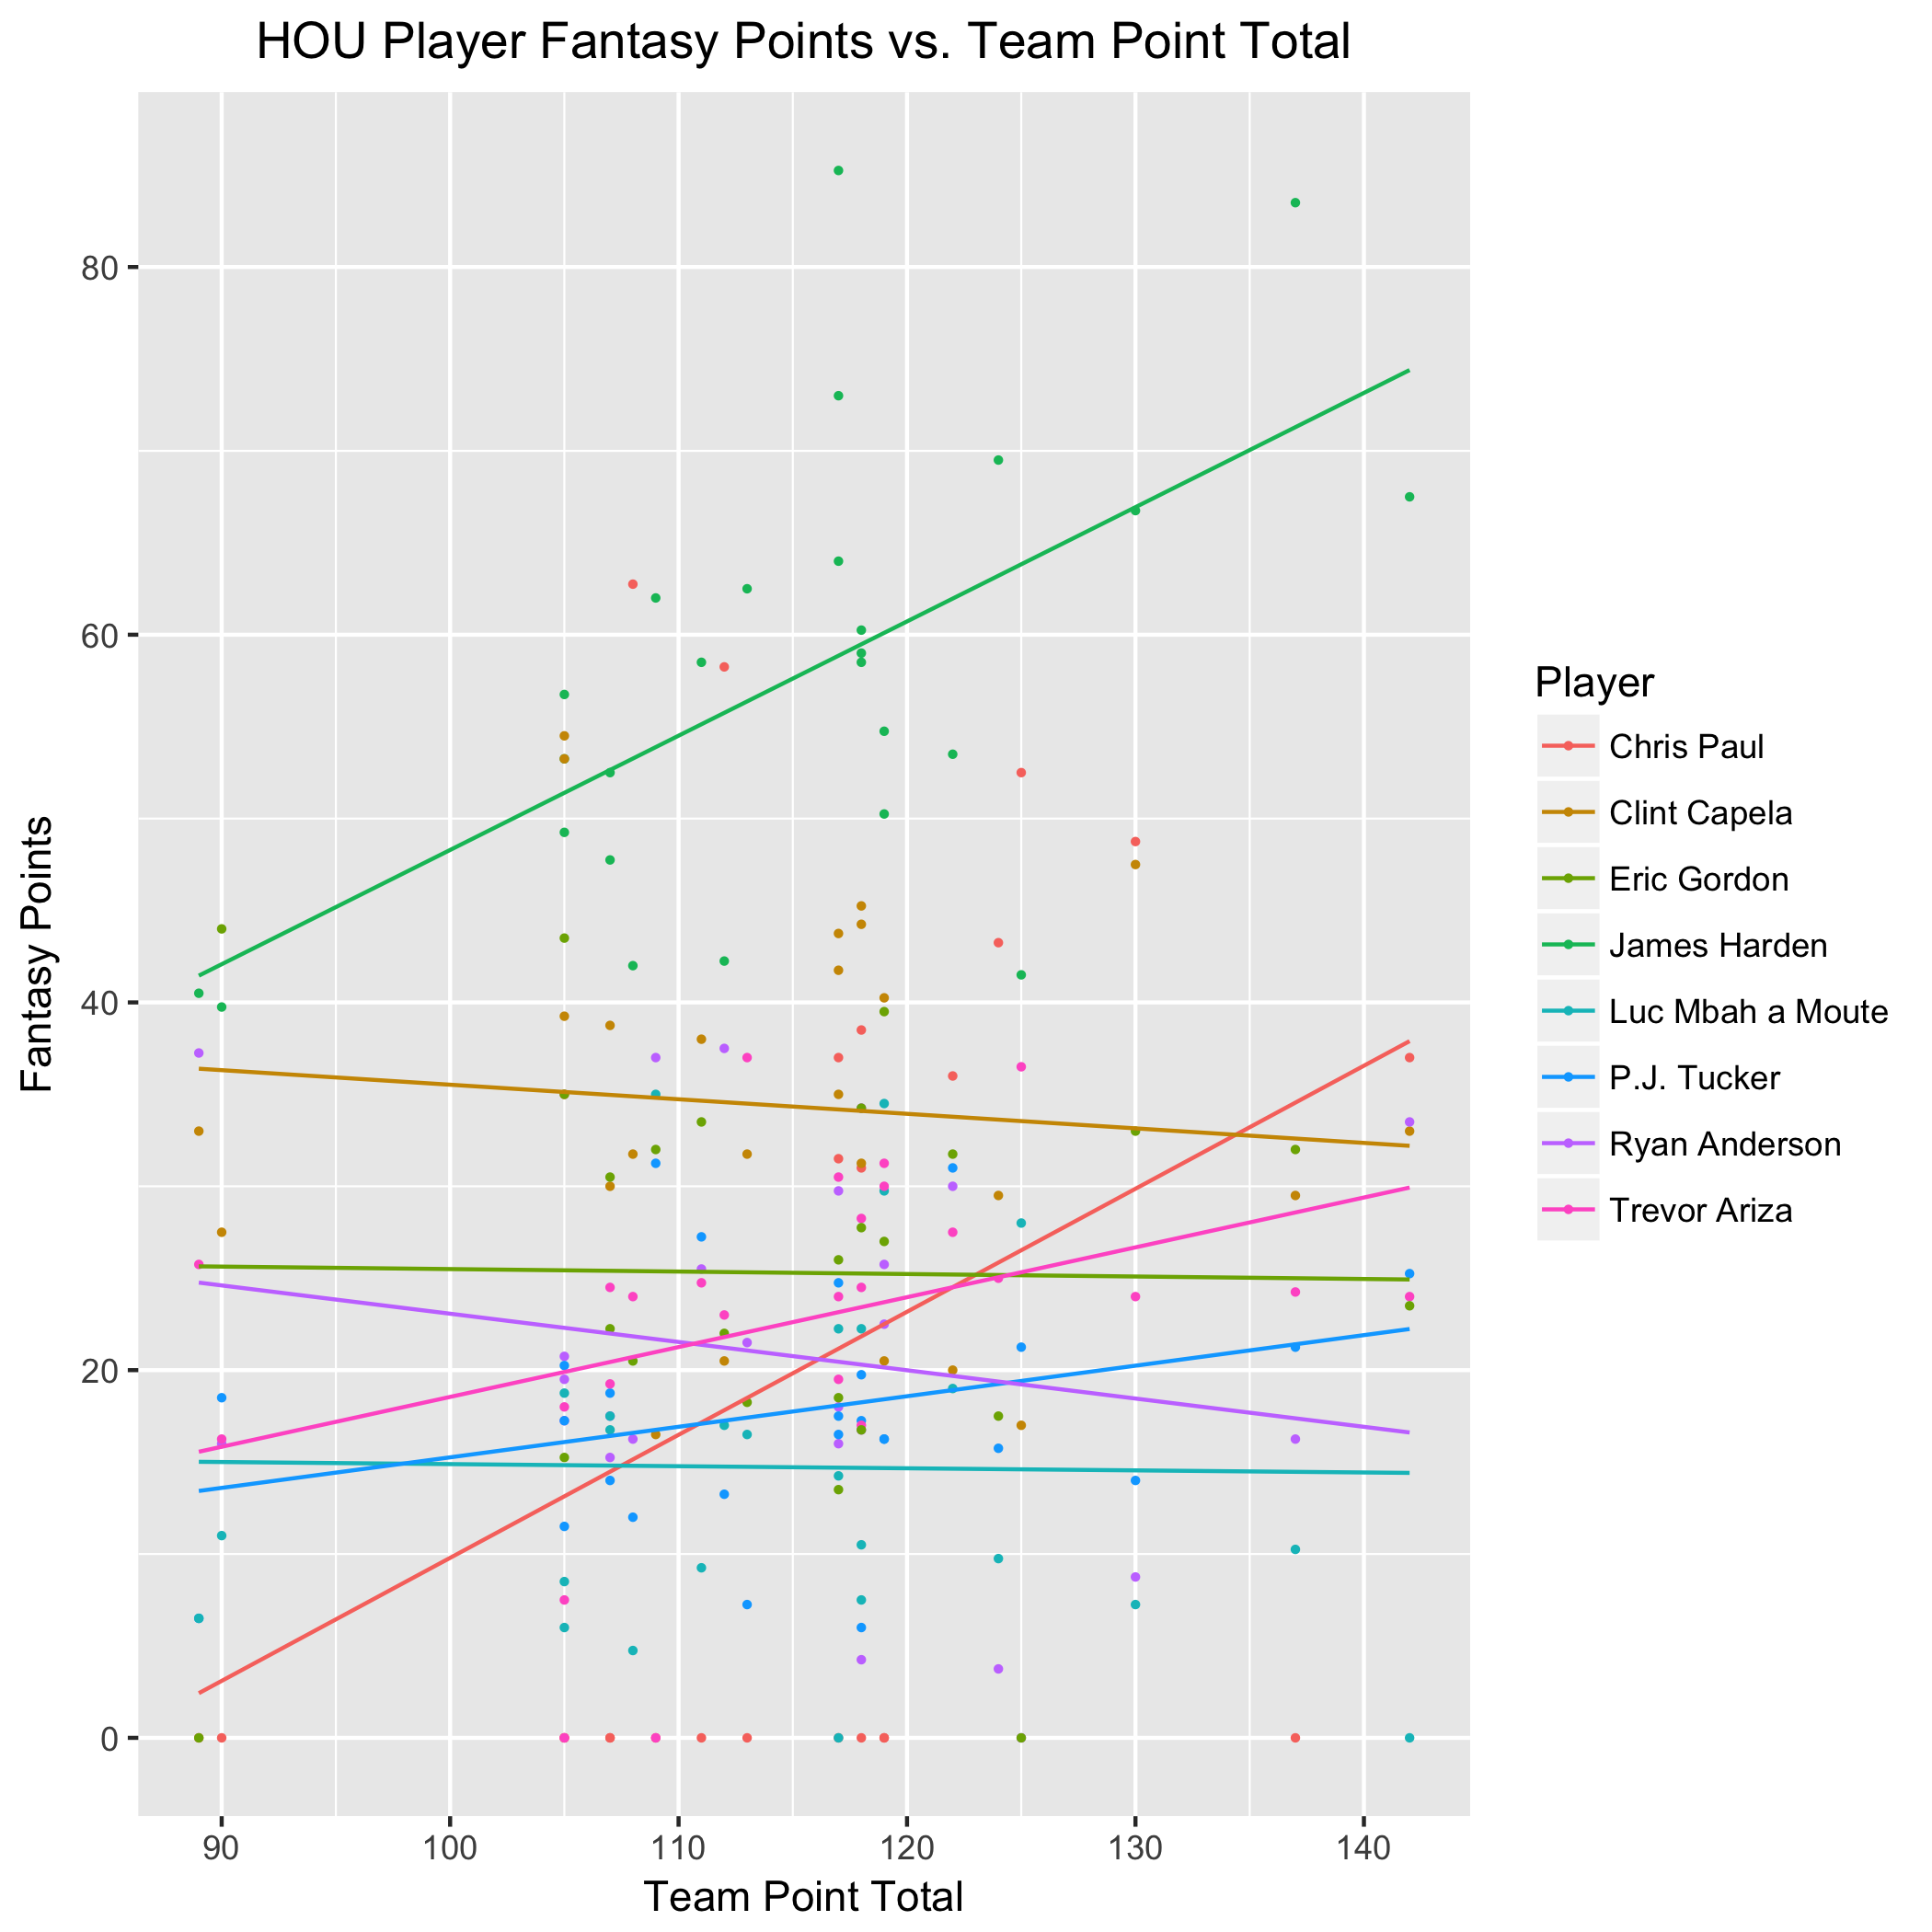 HOU Player Fantasy Points vs. Team Point Total
Fantasy Points
80
60
40
20
0
90 100 110 120 130 140
Team Point Total
Player
Chris Paul
Clint Capela
Eric Gordon
James Harden
Luc Mbah a Moute
P.J. Tucker
Ryan Anderson
Trevor Ariza